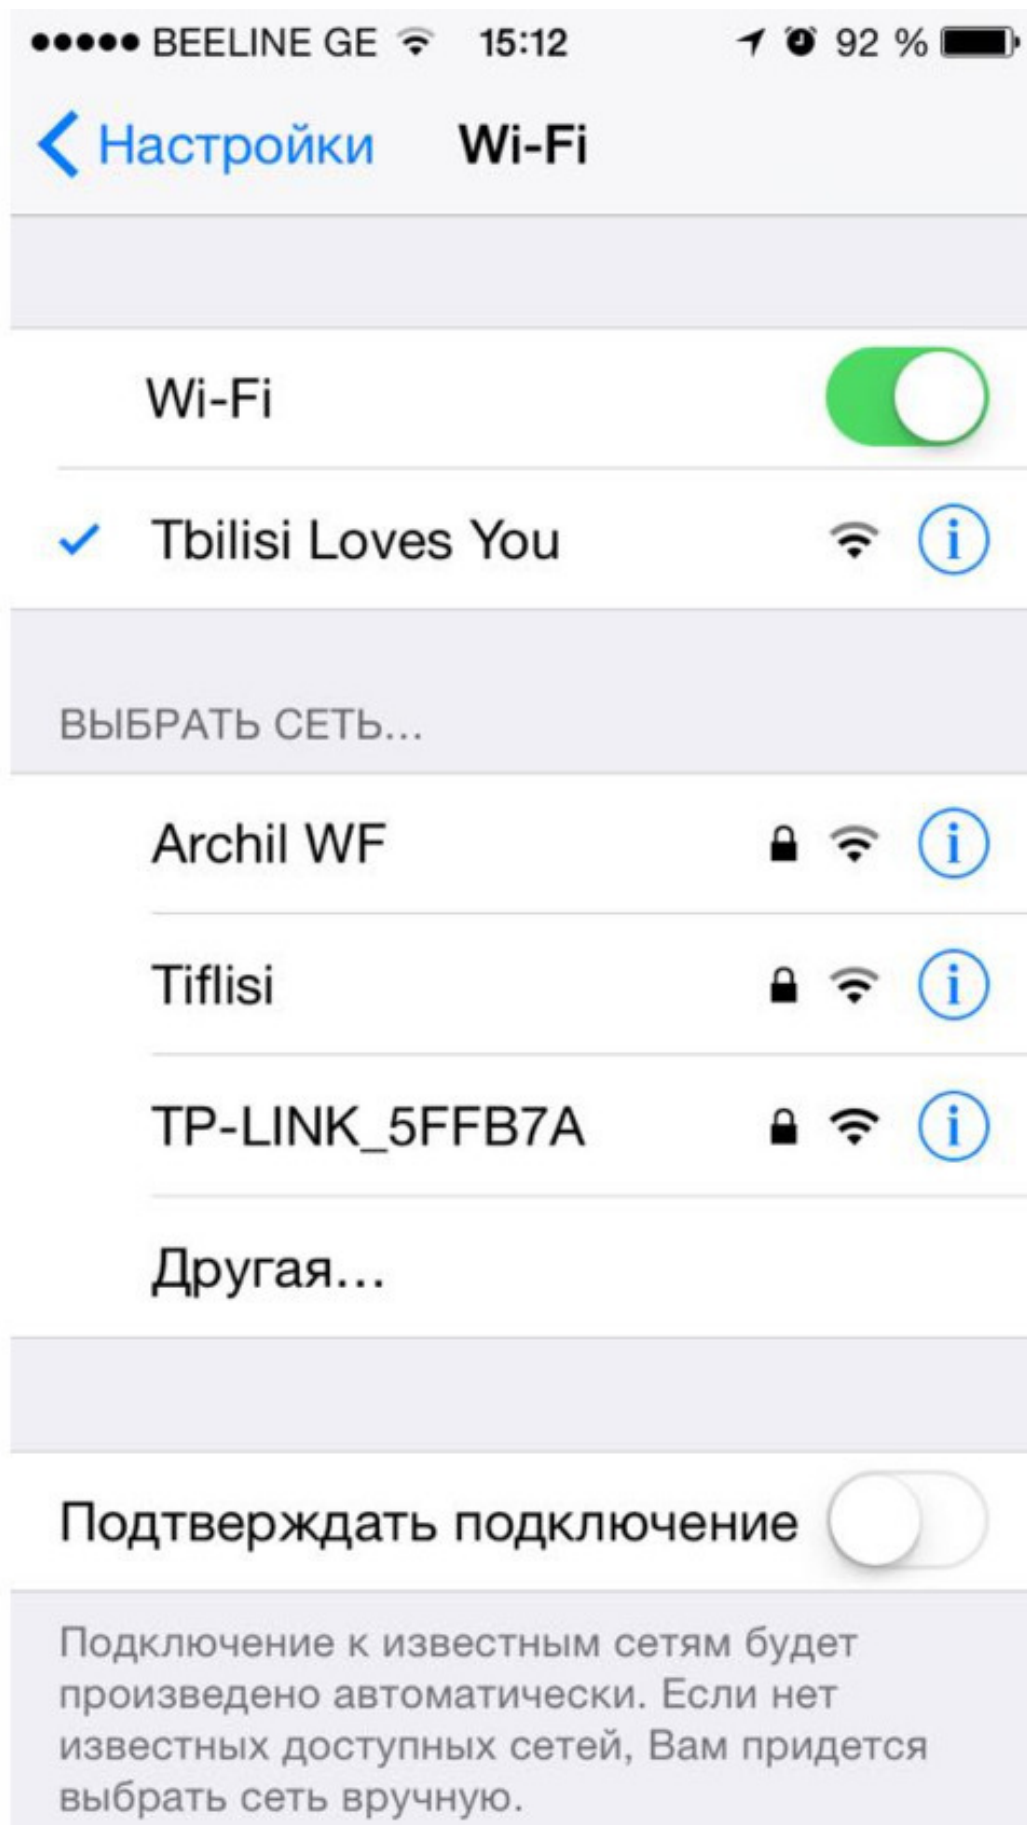 BEELINE GE 15:12 92 %
Настройки Wi-Fi
Wi-Fi
Tbilisi Loves You
ВЫБРАТЬ СЕТЬ...
Archil WF
Tiflisi
TP-LINK_5FFB7A
Другая...
Подтверждать подключение
Подключение к известным сетям будет
произведено автоматически. Если нет
известных доступных сетей, Вам придется
выбрать сеть вручную.